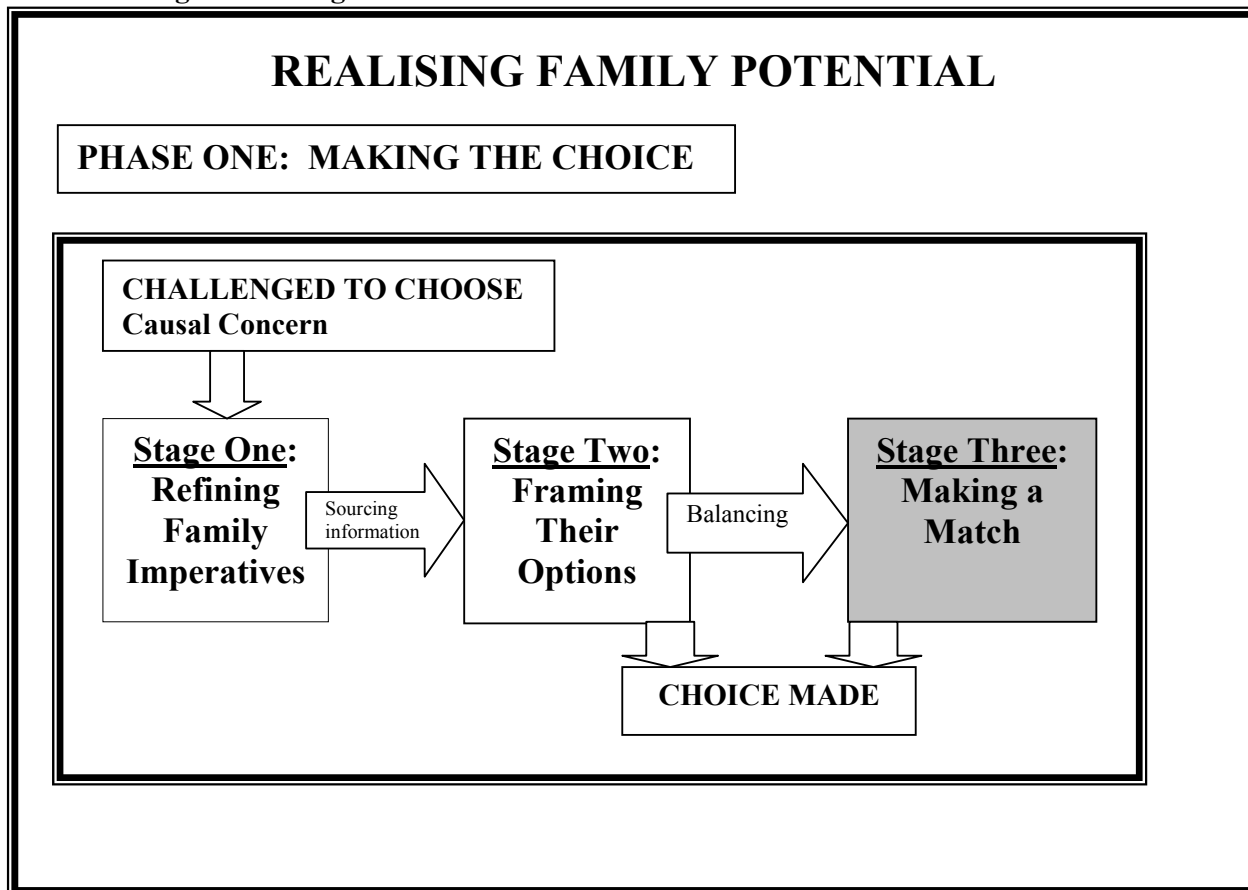 REALISING FAMILY POTENTIAL
PHASE ONE: MAKING THE CHOICE
CHALLENGED TO CHOOSE
Causal Concern
Stage One:
Refining
Family
Imperatives
Sourcing
information
Stage Two:
Framing
Their
Options
Balancing
Stage Three:
Making a
Match
CHOICE MADE